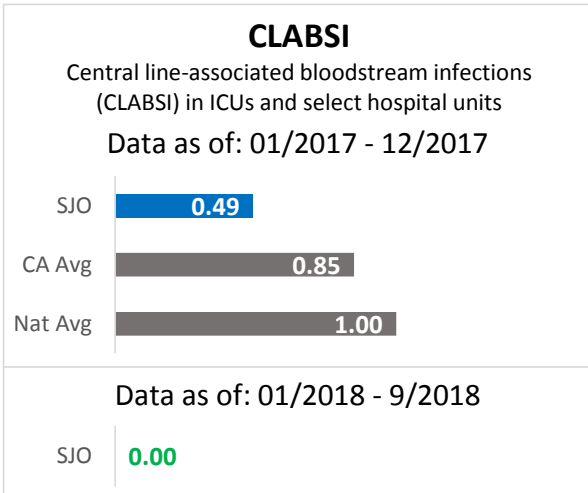 CLABSI
Central line-associated bloodstream infections
(CLABSI) in ICUs and select hospital units
Data as of: 01/2017 - 12/2017
SJO 0.49
CA Avg 0.85
Nat Avg 1.00
Data as of: 01/2018 - 9/2018
SJO 0.00